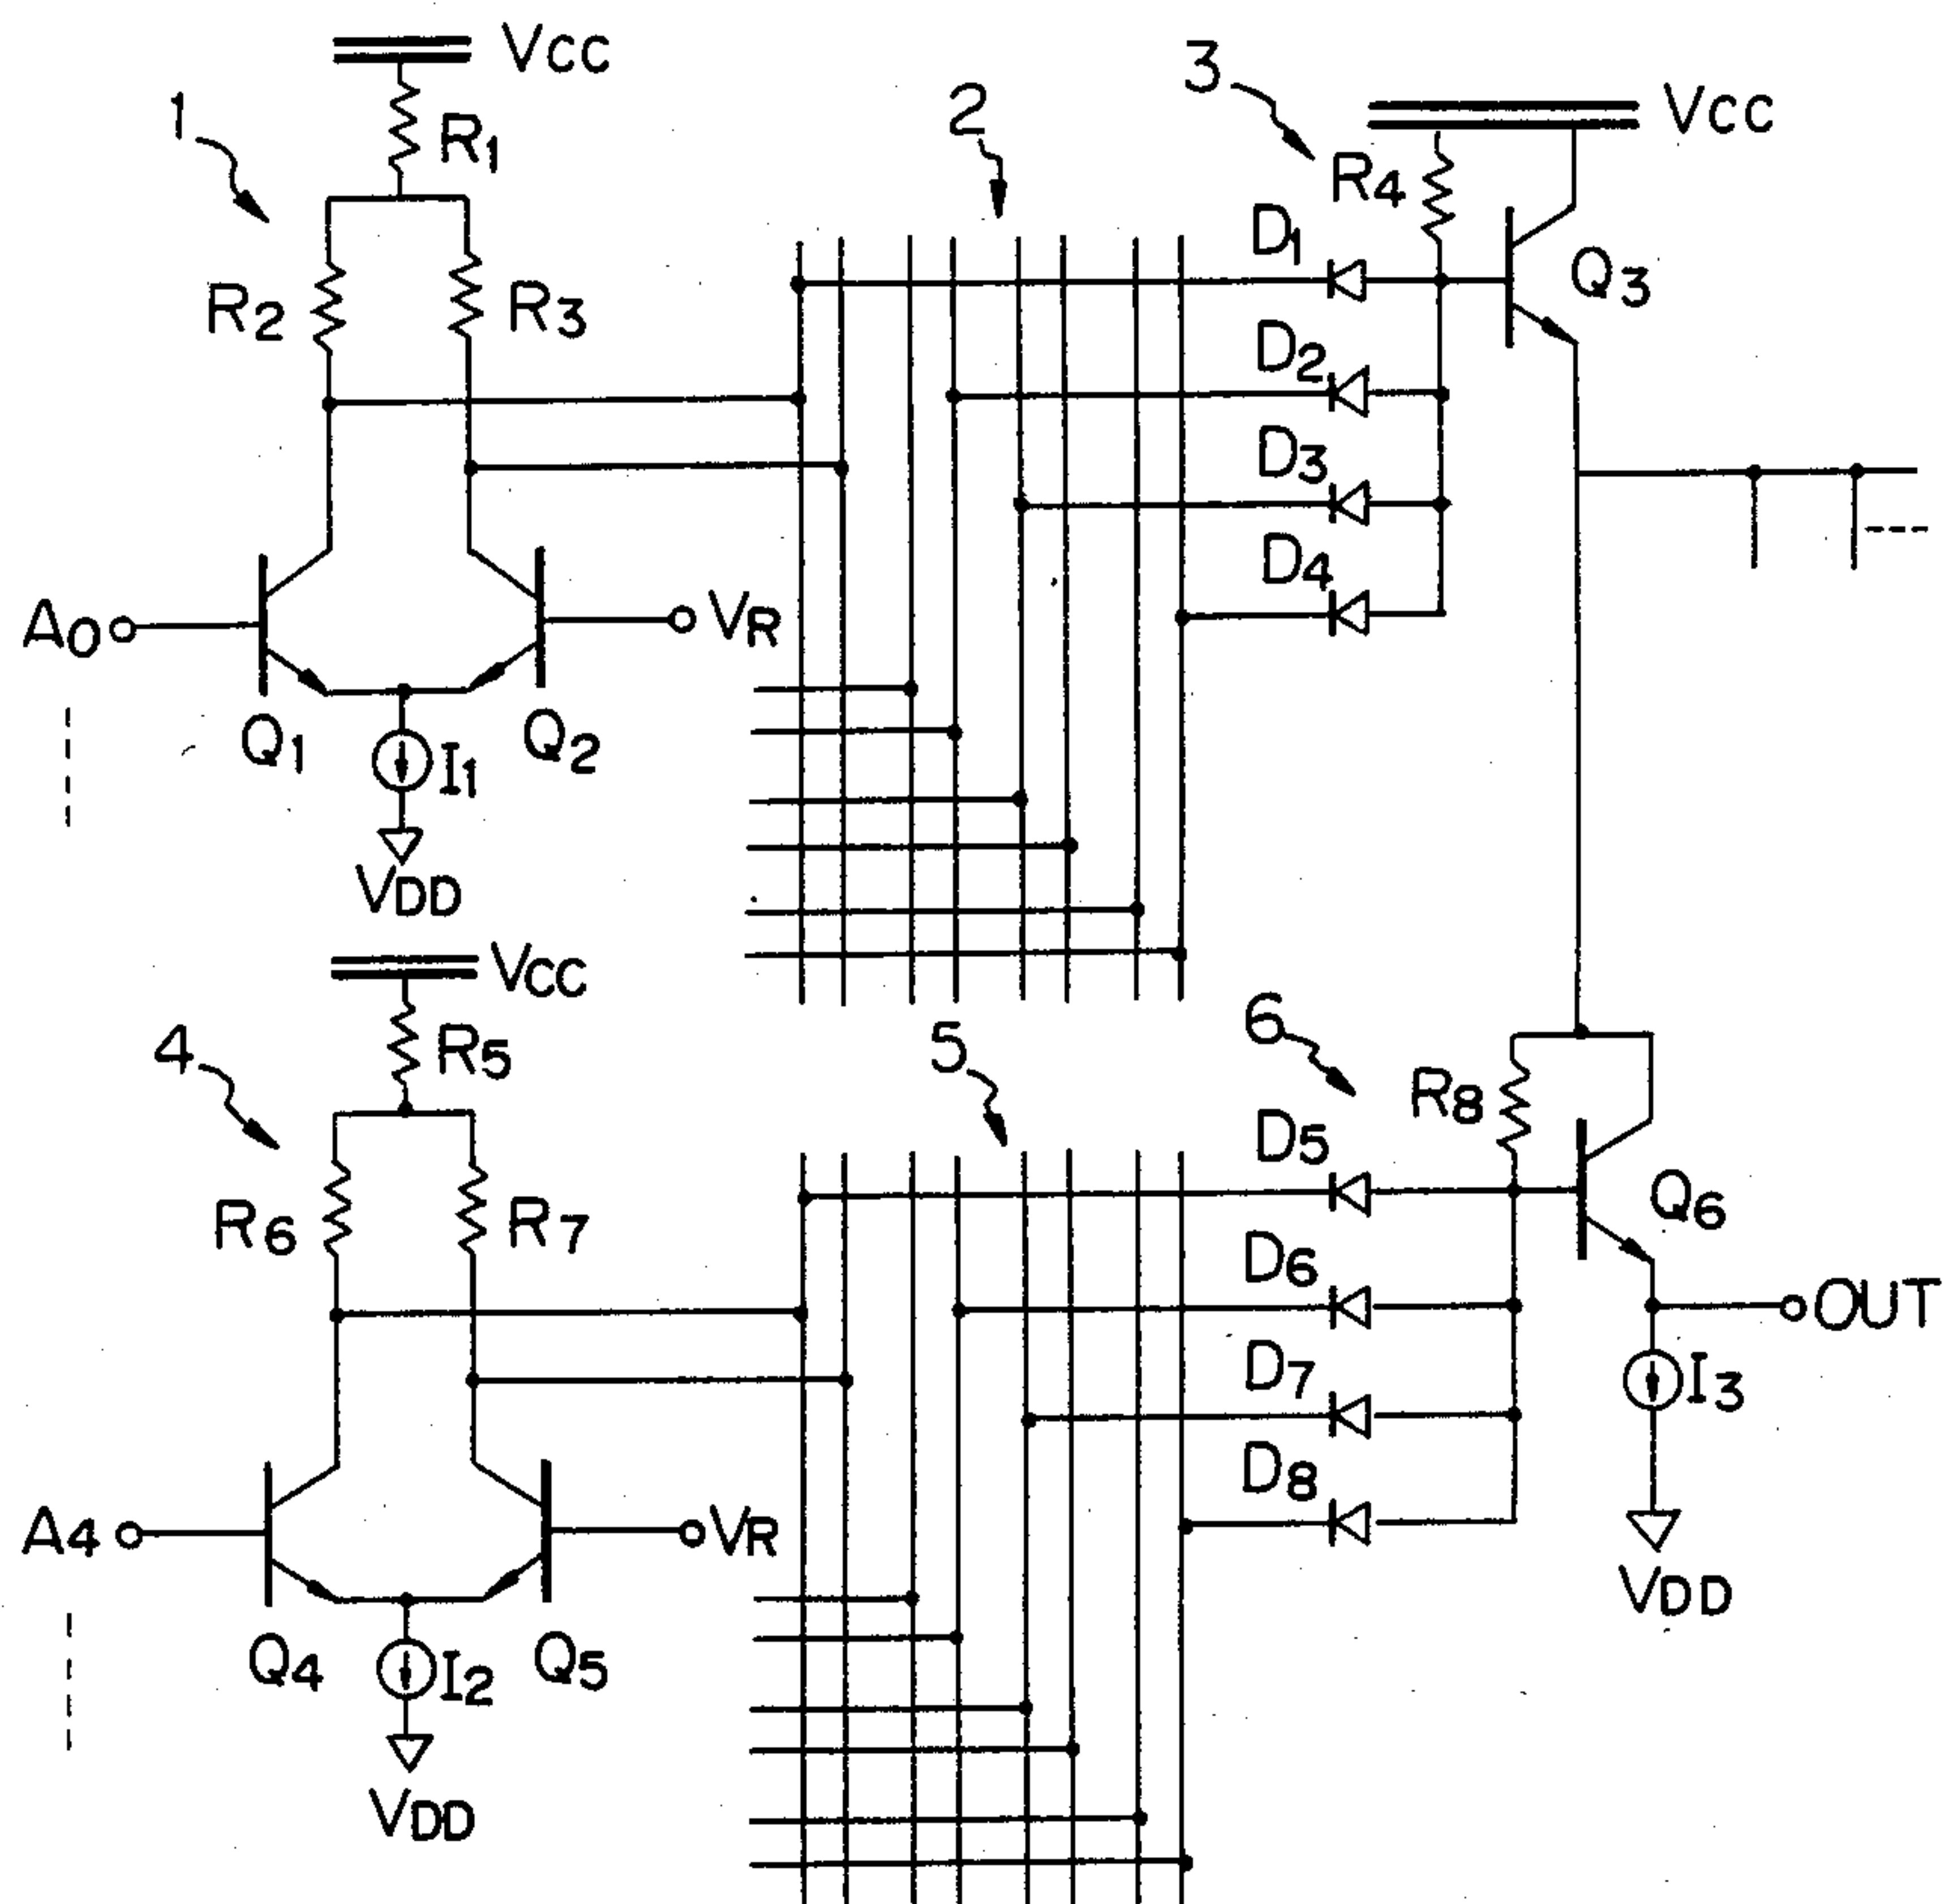 VCC
1
R1
2
3
VCC
R4
D1
Q3
R2
R3
D2
D3
D4
A0
VR
Q1
I1
Q2
VDD
VCC
4
R5
5
6
R8
D5
Q6
R6
R7
D6
OUT
D7
I3
D8
A4
VR
VDD
Q4
I2
Q5
VDD